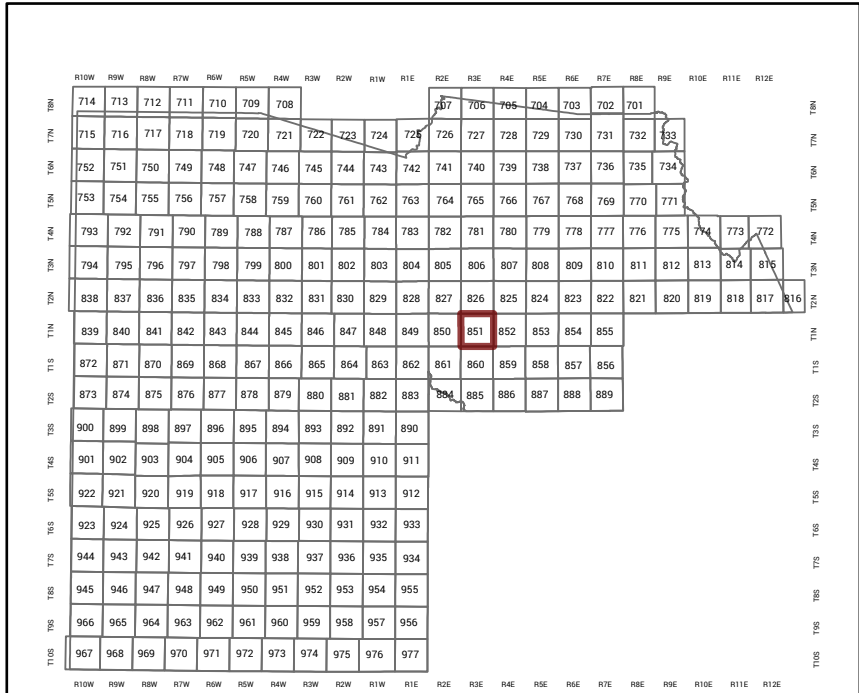 R10W R9W R8W R7W R6W R5W R4W R3W R2W R1W R1E R2E R3E R4E R5E R6E R7E R8E R9E R10E R11E R12E
T8N 714 713 712 711 710 709 708 707 706 705 704 703 702 701 T8N
T7N 715 716 717 718 719 720 721 722 723 724 725 726 727 728 729 730 731 732 733 T7N
T6N 752 751 750 749 748 747 746 745 744 743 742 741 740 739 738 737 736 735 734 T6N
T5N 753 754 755 756 757 758 759 760 761 762 763 764 765 766 767 768 769 770 771 T5N
T4N 793 792 791 790 789 788 787 786 785 784 783 782 781 780 779 778 777 776 775 774 773 772 T4N
T3N 794 795 796 797 798 799 800 801 802 803 804 805 806 807 808 809 810 811 812 813 814 815 T3N
T2N 838 837 836 835 834 833 832 831 830 829 828 827 826 825 824 823 822 821 820 819 818 817 816 T2N
T1N 839 840 841 842 843 844 845 846 847 848 849 850 851 852 853 854 855 T1N
T1S 872 871 870 869 868 867 866 865 864 863 862 861 860 859 858 857 856 T1S
T2S 873 874 875 876 877 878 879 880 881 882 883 884 885 886 887 888 889 T2S
T3S 900 899 898 897 896 895 894 893 892 891 890 T3S
T4S 901 902 903 904 905 906 907 908 909 910 911 T4S
T5S 922 921 920 919 918 917 916 915 914 913 912 T5S
T6S 923 924 925 926 927 928 929 930 931 932 933 T6S
T7S 944 943 942 941 940 939 938 937 936 935 934 T7S
T8S 945 946 947 948 949 950 951 952 953 954 955 T8S
T9S 966 965 964 963 962 961 960 959 958 957 956 T9S
T10S 967 968 969 970 971 972 973 974 975 976 977 T10S
R10W R9W R8W R7W R6W R5W R4W R3W R2W R1W R1E R2E R3E R4E R5E R6E R7E R8E R9E R10E R11E R12E